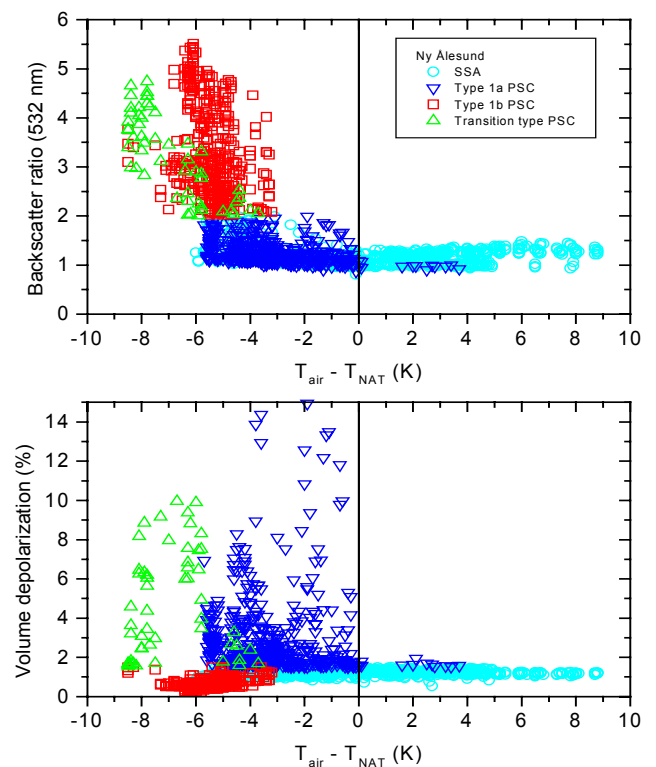 Backscatter ratio (532 nm)
6
5
4
3
2
1
0
Ny Ålesund
SSA
Type 1a PSC
Type 1b PSC
Transition type PSC
-10 -8 -6 -4 -2 0 2 4 6 8 10
T_air - T_NAT (K)
Volume depolarization (%)
14
12
10
8
6
4
2
0
-10 -8 -6 -4 -2 0 2 4 6 8 10
T_air - T_NAT (K)